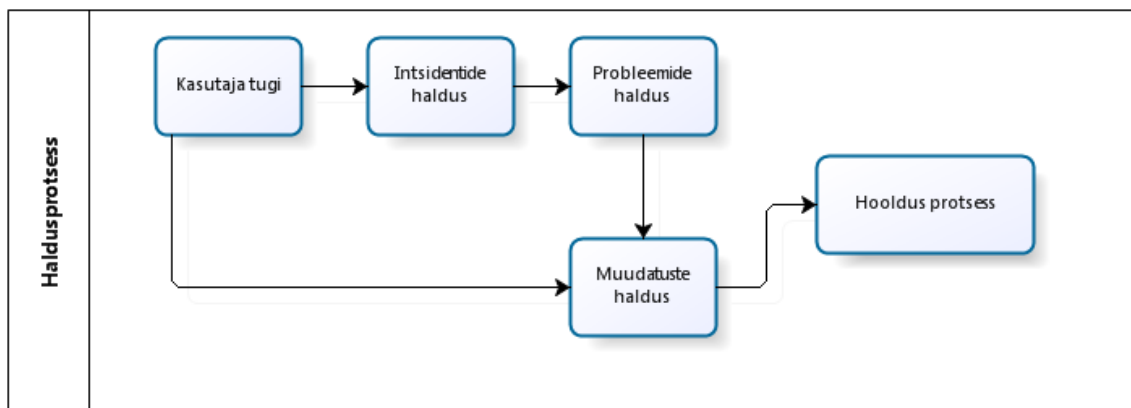 Haldusprotsess
Kasutaja tugi
Intsidentide
haldus
Probleemide
haldus
Hooldus protsess
Muudatuste
haldus